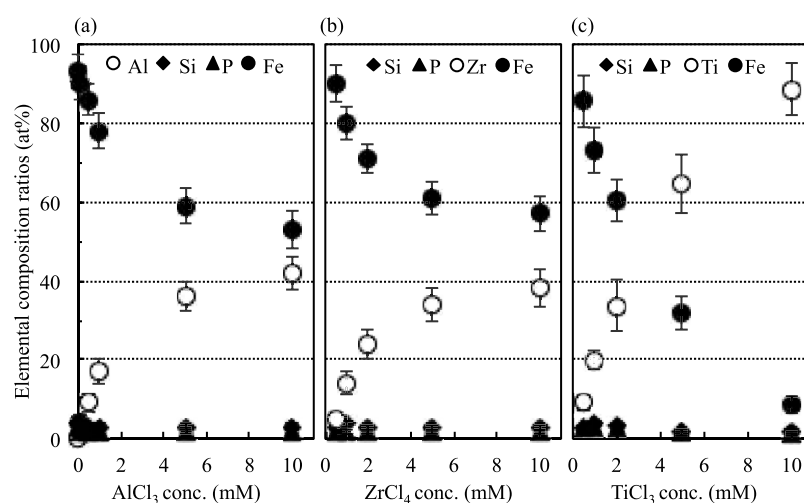 (a) (b) (c)
Al Si P Fe
Si P Zr Fe
Si P Ti Fe
Elemental composition ratios (at%)
100
80
60
40
20
0
0 2 4 6 8 10
0 2 4 6 8 10
0 2 4 6 8 10
AlCl₃ conc. (mM)
ZrCl₄ conc. (mM)
TiCl₃ conc. (mM)